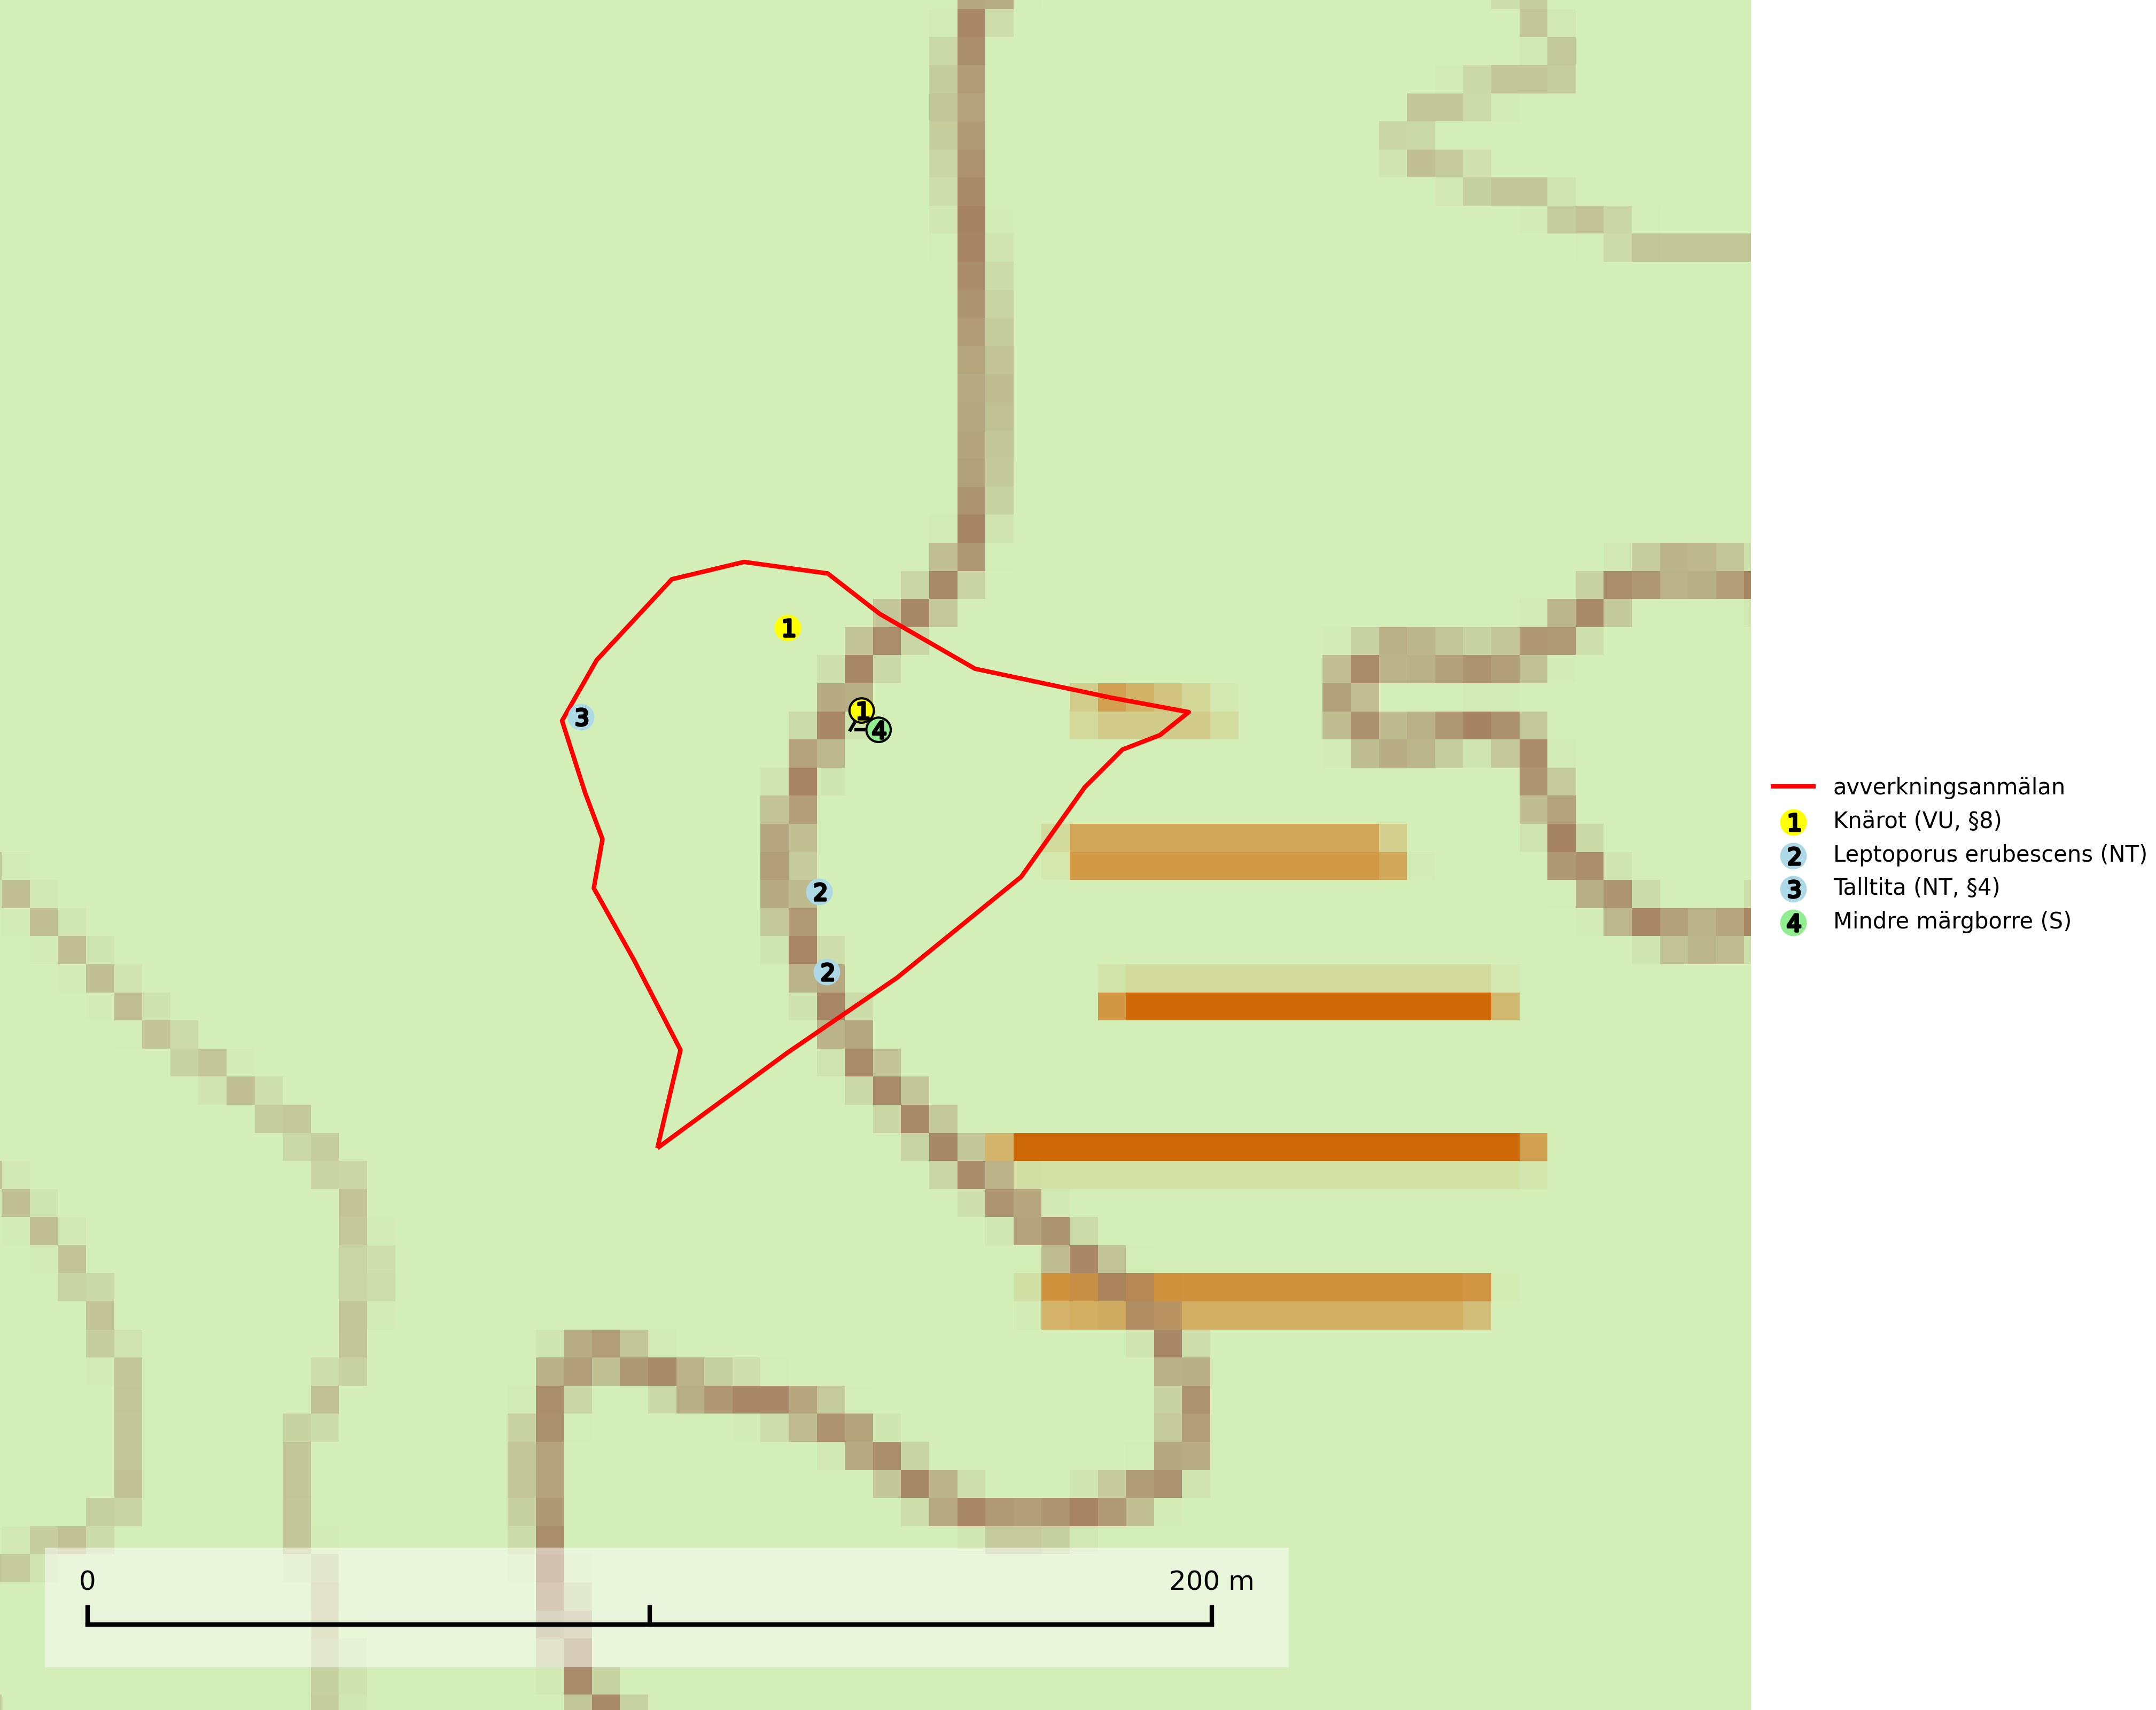 1
1
3
4
2
2
avverkningsanmälan
1 Knärot (VU, §8)
2 Leptoporus erubescens (NT)
3 Talltita (NT, §4)
4 Mindre märgborre (S)
0 200 m